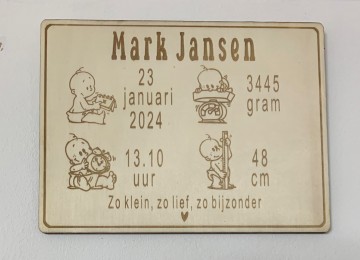 Mark Jansen
23
januari
2024
3445
gram
13.10
uur
48
cm
Zo klein, zo lief, zo bijzonder